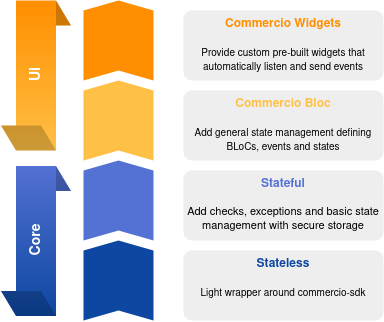 UI
Commercio Widgets
Provide custom pre-built widgets that
automatically listen and send events
Commercio Bloc
Add general state management defining
BLoCs, events and states
Core
Stateful
Add checks, exceptions and basic state
management with secure storage
Stateless
Light wrapper around commercio-sdk